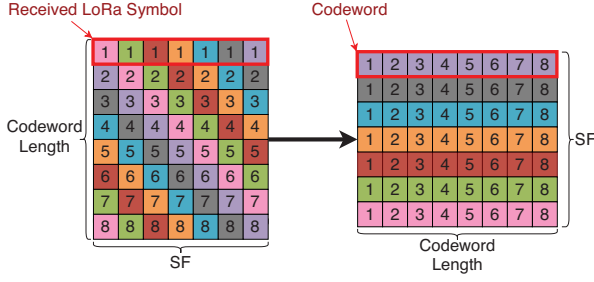 Received LoRa Symbol
Codeword
1 1 1 1 1 1 1
2 2 2 2 2 2 2
3 3 3 3 3 3 3
4 4 4 4 4 4 4
5 5 5 5 5 5 5
6 6 6 6 6 6 6
7 7 7 7 7 7 7
8 8 8 8 8 8 8
Codeword
Length
SF
1 2 3 4 5 6 7 8
1 2 3 4 5 6 7 8
1 2 3 4 5 6 7 8
1 2 3 4 5 6 7 8
1 2 3 4 5 6 7 8
1 2 3 4 5 6 7 8
1 2 3 4 5 6 7 8
SF
Codeword
Length